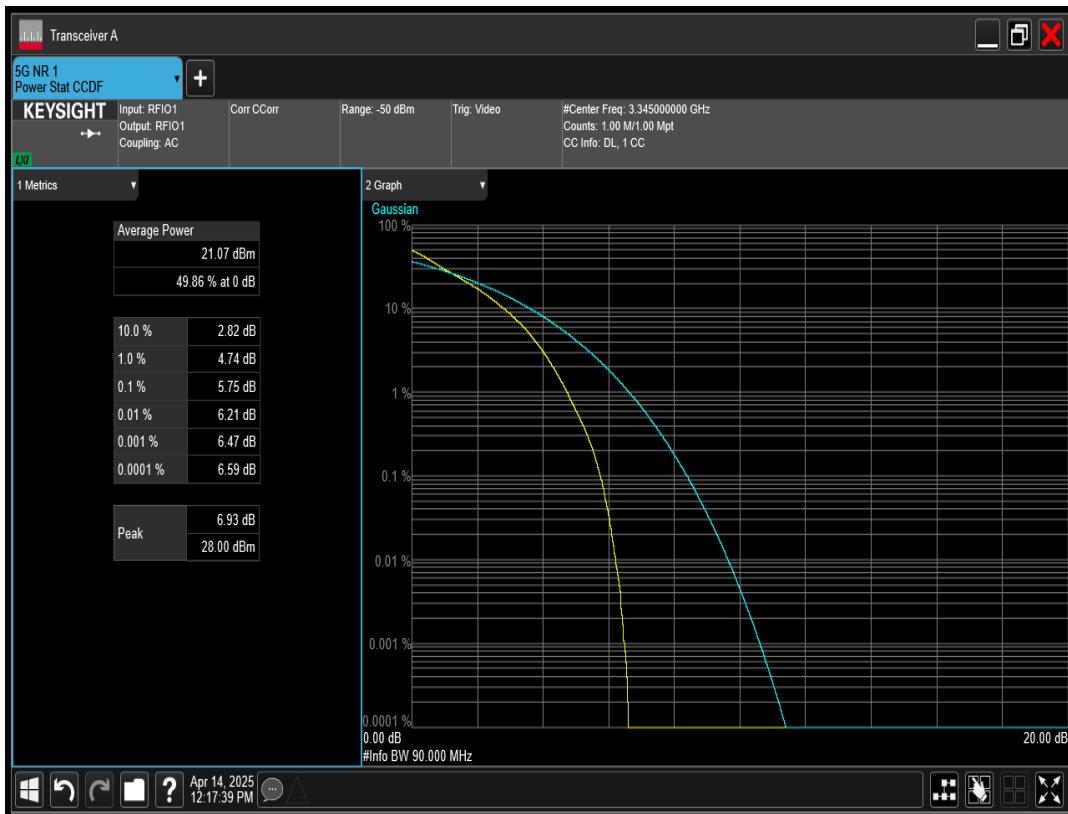 Transceiver A
5G NR 1
Power Stat CCDF
+
KEYSIGHT
LXI
Input: RFIO1
Output: RFIO1
Coupling: AC
Corr CCorr
Range: -50 dBm
Trig: Video
#Center Freq: 3.345000000 GHz
Counts: 1.00 M/1.00 Mpt
CC Info: DL, 1 CC
1 Metrics
Average Power
21.07 dBm
49.86 % at 0 dB
10.0 % 2.82 dB
1.0 % 4.74 dB
0.1 % 5.75 dB
0.01 % 6.21 dB
0.001 % 6.47 dB
0.0001 % 6.59 dB
Peak 6.93 dB
28.00 dBm
2 Graph
Gaussian
100 %
10 %
1 %
0.1 %
0.01 %
0.001 %
0.0001 %
0.00 dB 20.00 dB
#Info BW 90.000 MHz
?
Apr 14, 2025
12:17:39 PM